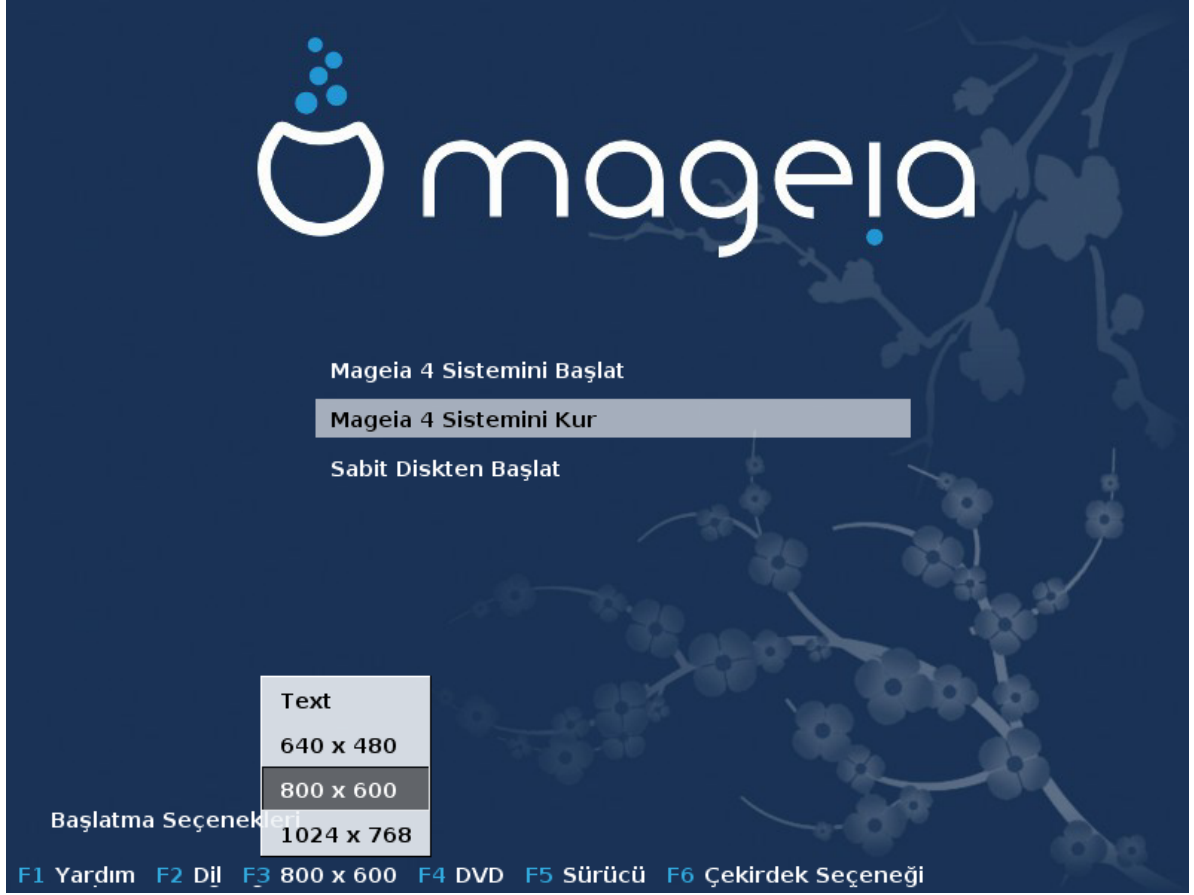 mageia
Mageia 4 Sistemini Başlat
Mageia 4 Sistemini Kur
Sabit Diskten Başlat
Text
640 x 480
800 x 600
1024 x 768
Başlatma Seçenekleri
F1 Yardım F2 Dil F3 800 x 600 F4 DVD F5 Sürücü F6 Çekirdek Seçeneği